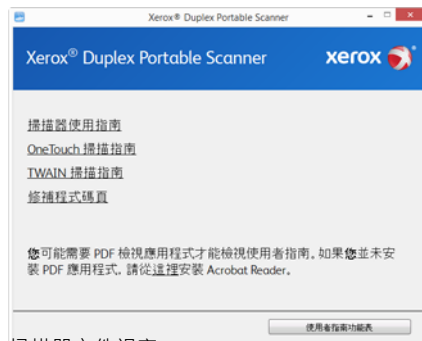 Xerox® Duplex Portable Scanner
Xerox® Duplex Portable Scanner
xerox
掃描器使用指南
OneTouch 掃描指南
TWAIN 掃描指南
修補程式碼頁
您可能需要 PDF 檢視應用程式才能檢視使用者指南. 如果您並未安
裝 PDF 應用程式, 請從這裡安裝 Acrobat Reader。
使用者指南功能表